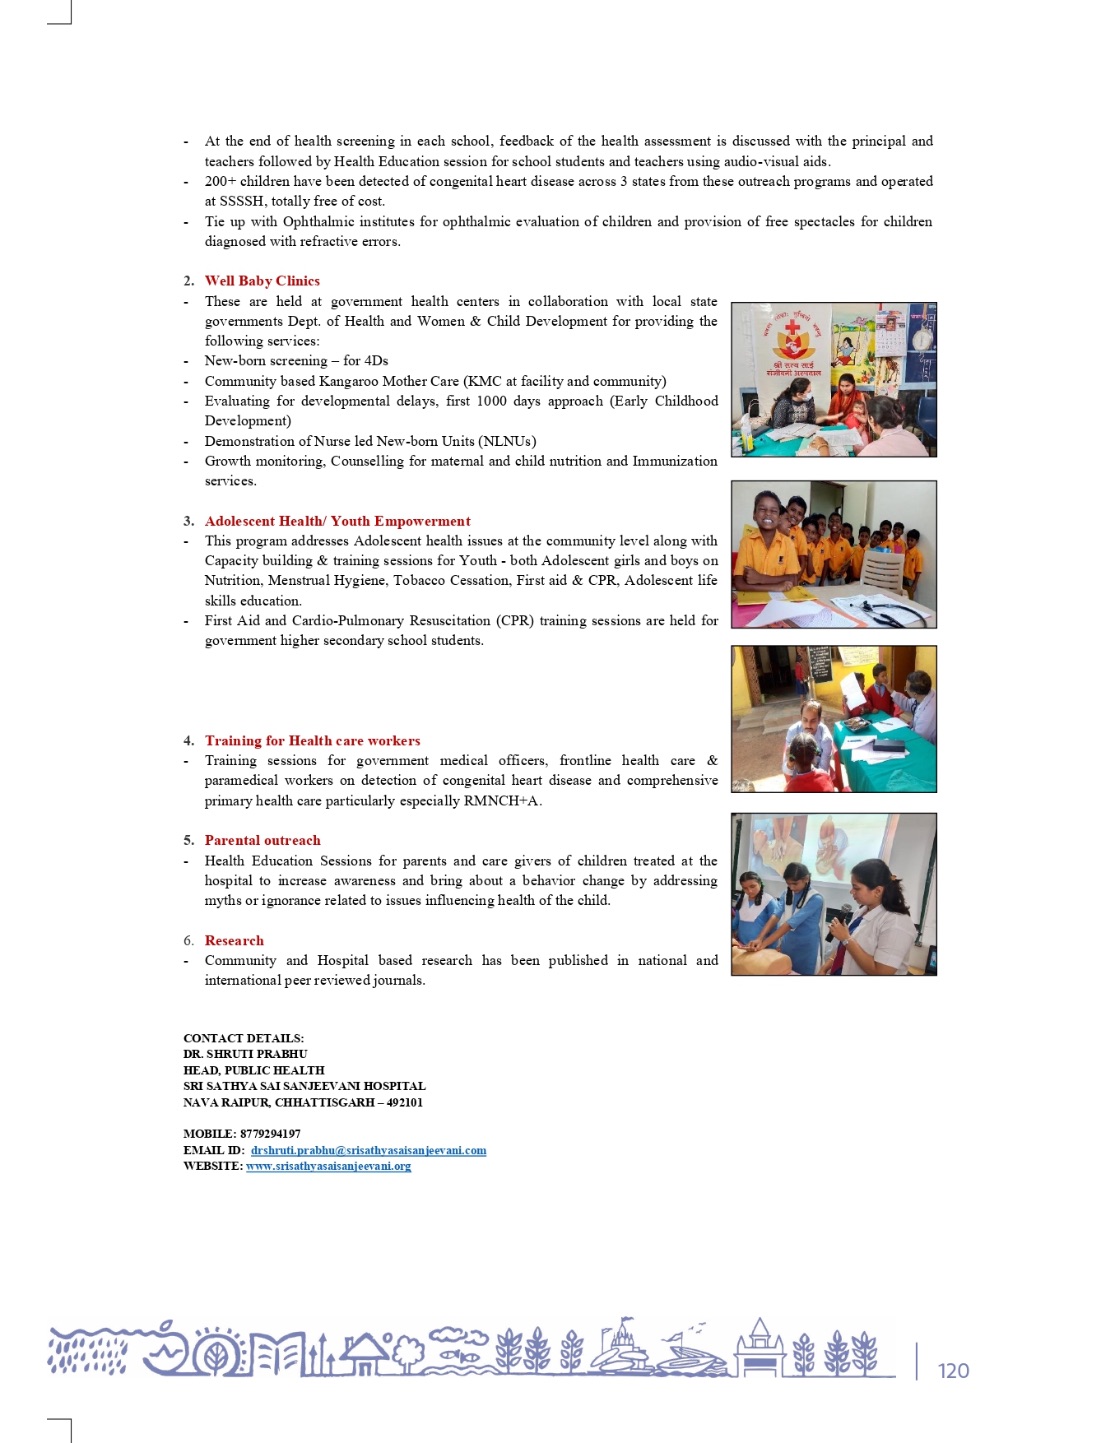 - At the end of health screening in each school, feedback of the health assessment is discussed with the principal and
teachers followed by Health Education session for school students and teachers using audio-visual aids.
- 200+ children have been detected of congenital heart disease across 3 states from these outreach programs and operated
at SSSSH, totally free of cost.
- Tie up with Ophthalmic institutes for ophthalmic evaluation of children and provision of free spectacles for children
diagnosed with refractive errors.
2. Well Baby Clinics
- These are held at government health centers in collaboration with local state
governments Dept. of Health and Women & Child Development for providing the
following services:
- New-born screening – for 4Ds
- Community based Kangaroo Mother Care (KMC at facility and community)
- Evaluating for developmental delays, first 1000 days approach (Early Childhood
Development)
- Demonstration of Nurse led New-born Units (NLNUs)
- Growth monitoring, Counselling for maternal and child nutrition and Immunization
services.
श्री सत्य साई
संजीवनी अस्पताल
3. Adolescent Health/ Youth Empowerment
- This program addresses Adolescent health issues at the community level along with
Capacity building & training sessions for Youth - both Adolescent girls and boys on
Nutrition, Menstrual Hygiene, Tobacco Cessation, First aid & CPR, Adolescent life
skills education.
- First Aid and Cardio-Pulmonary Resuscitation (CPR) training sessions are held for
government higher secondary school students.
4. Training for Health care workers
- Training sessions for government medical officers, frontline health care &
paramedical workers on detection of congenital heart disease and comprehensive
primary health care particularly especially RMNCH+A.
5. Parental outreach
- Health Education Sessions for parents and care givers of children treated at the
hospital to increase awareness and bring about a behavior change by addressing
myths or ignorance related to issues influencing health of the child.
6. Research
- Community and Hospital based research has been published in national and
international peer reviewed journals.
CONTACT DETAILS:
DR. SHRUTI PRABHU
HEAD, PUBLIC HEALTH
SRI SATHYA SAI SANJEEVANI HOSPITAL
NAVA RAIPUR, CHHATTISGARH – 492101
MOBILE: 8779294197
EMAIL ID: drshruti.prabhu@srisathyasaisanjeevani.com
WEBSITE: www.srisathyasaisanjeevani.org
120